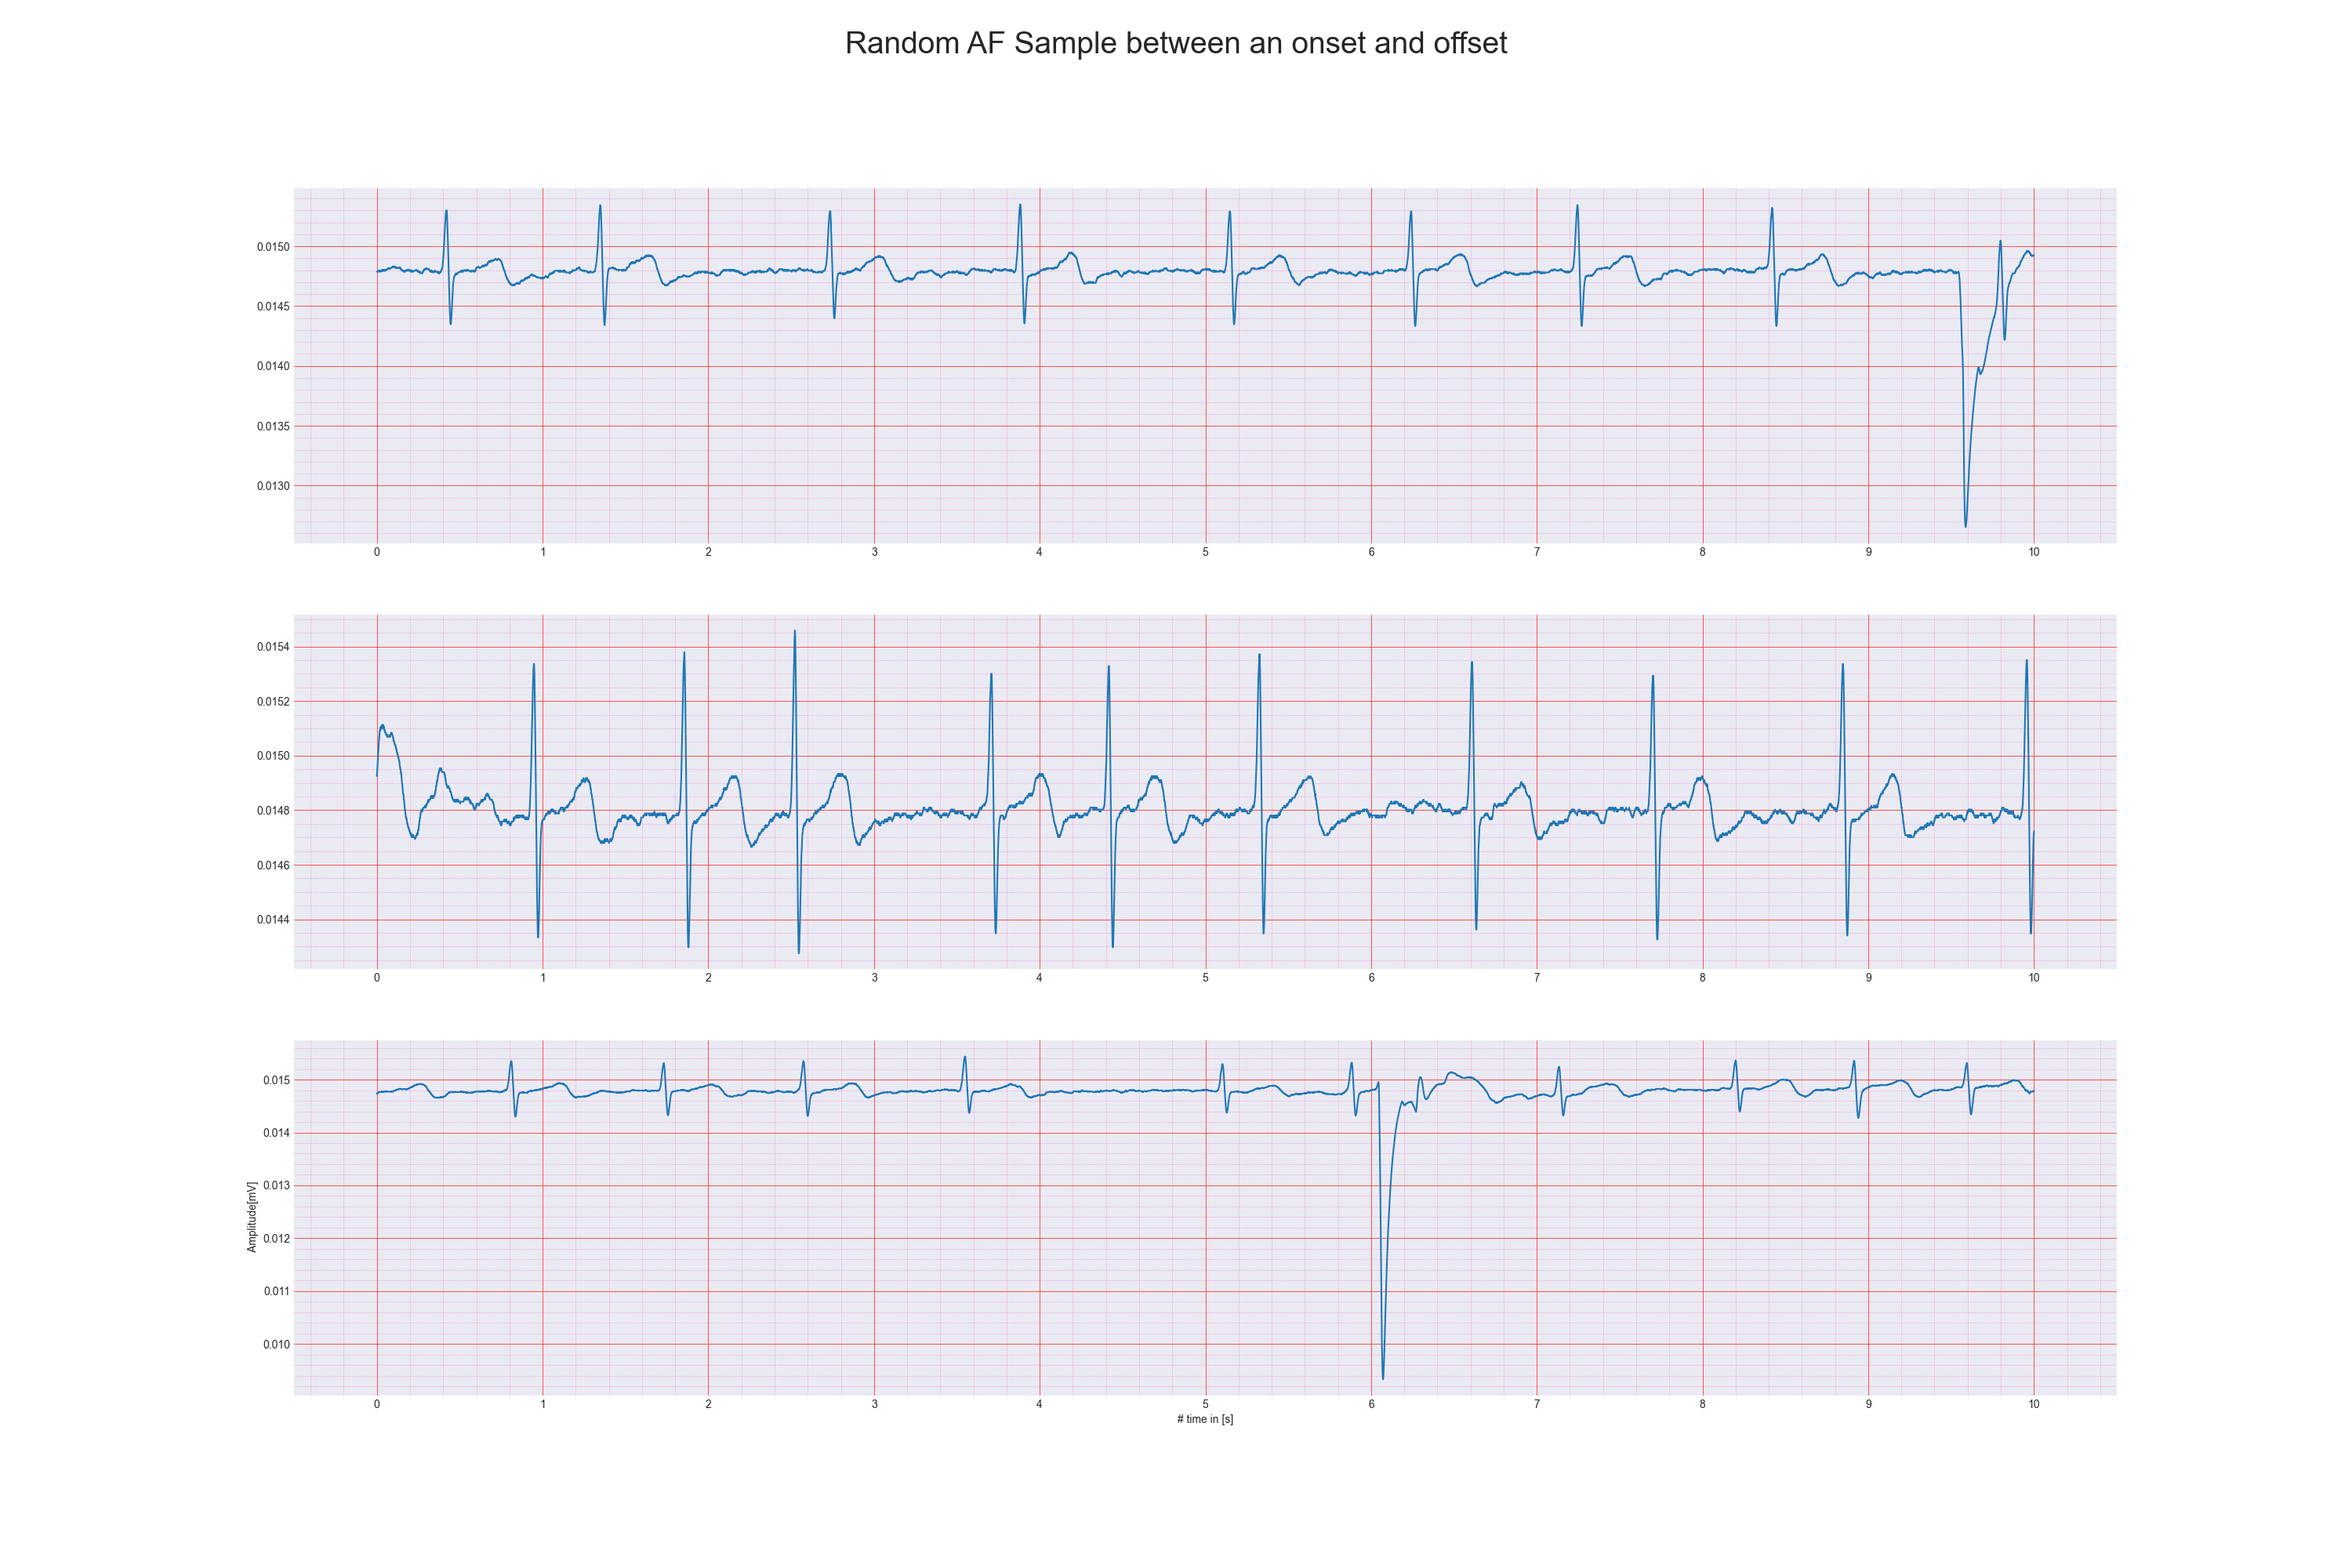 Random AF Sample between an onset and offset
0.0150
0.0145
0.0140
0.0135
0.0130
0 1 2 3 4 5 6 7 8 9 10
0.0154
0.0152
0.0150
0.0148
0.0146
0.0144
0 1 2 3 4 5 6 7 8 9 10
Amplitude[mV]
0.015
0.014
0.013
0.012
0.011
0.010
0 1 2 3 4 5 6 7 8 9 10
# time in [s]